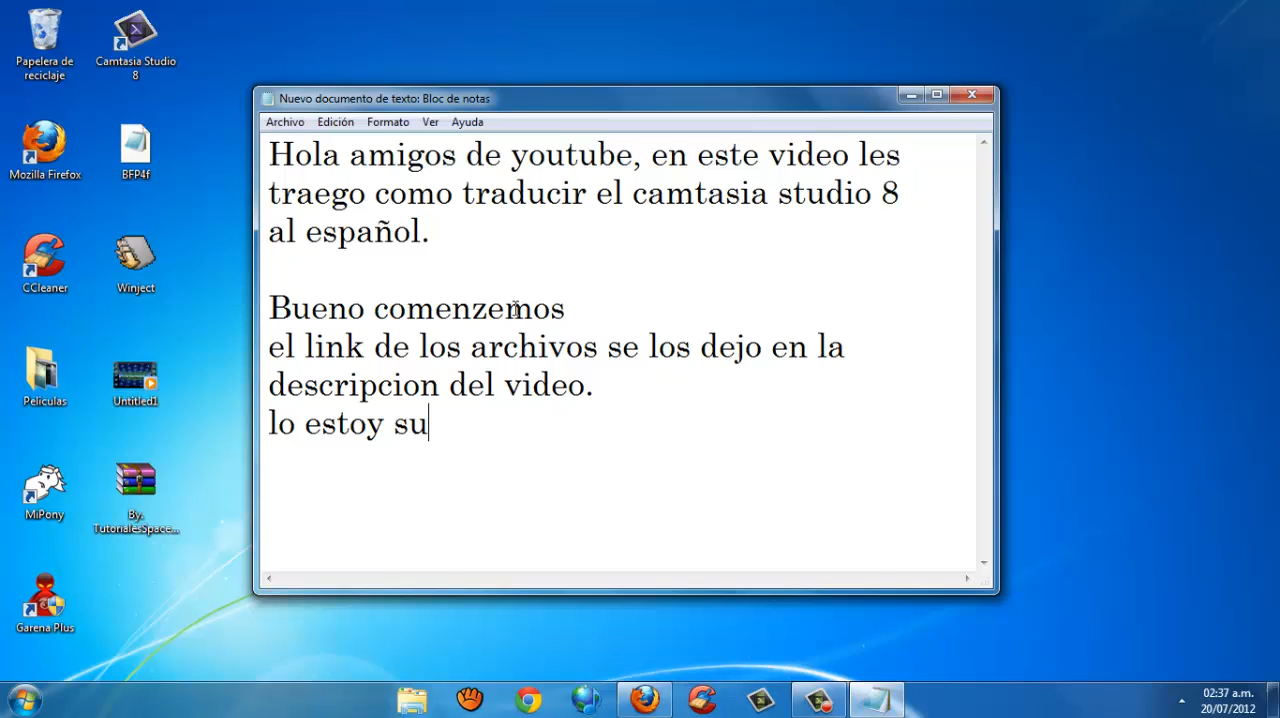 Papelera de
reciclaje
Camtasia Studio
8
Mozilla Firefox
BFP4f
CCleaner
Winject
Peliculas
Untitled1
MiPony
By.
TutorialesSpace...
Garena Plus
Nuevo documento de texto: Bloc de notas
Archivo Edición Formato Ver Ayuda
Hola amigos de youtube, en este video les
traego como traducir el camtasia studio 8
al español.
Bueno comenzemos
el link de los archivos se los dejo en la
descripcion del video.
lo estoy su
02:37 a.m.
20/07/2012